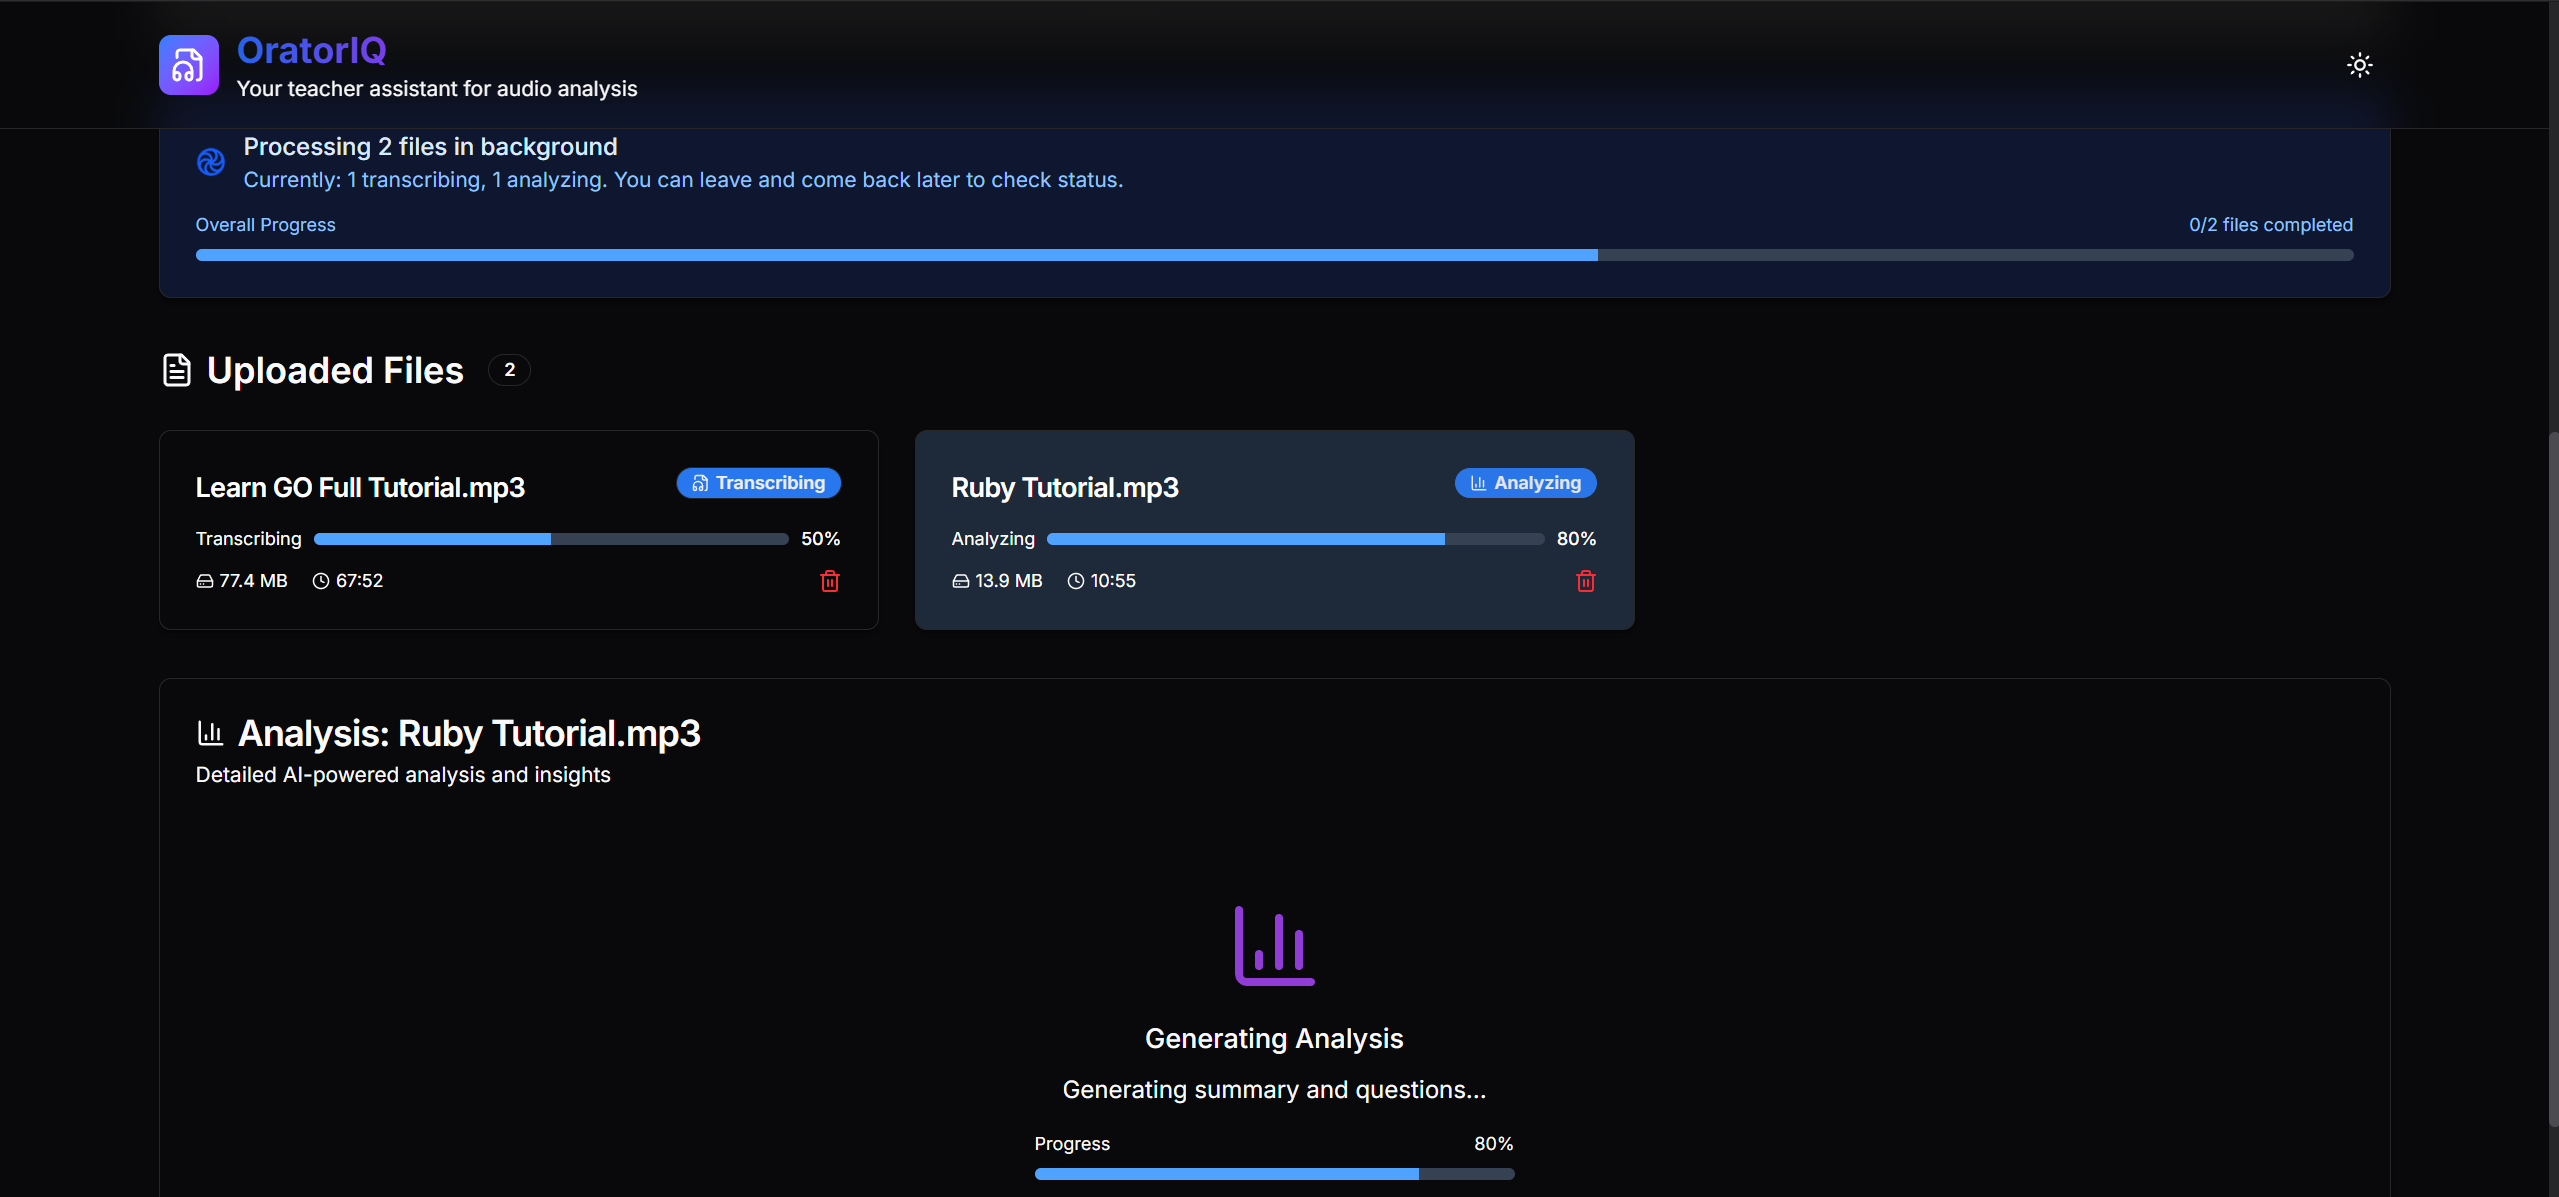 OratorIQ
Your teacher assistant for audio analysis
Processing 2 files in background
Currently: 1 transcribing, 1 analyzing. You can leave and come back later to check status.
Overall Progress 0/2 files completed
Uploaded Files 2
Learn GO Full Tutorial.mp3 Transcribing
Transcribing 50%
77.4 MB 67:52
Ruby Tutorial.mp3 Analyzing
Analyzing 80%
13.9 MB 10:55
Analysis: Ruby Tutorial.mp3
Detailed AI-powered analysis and insights
Generating Analysis
Generating summary and questions...
Progress 80%